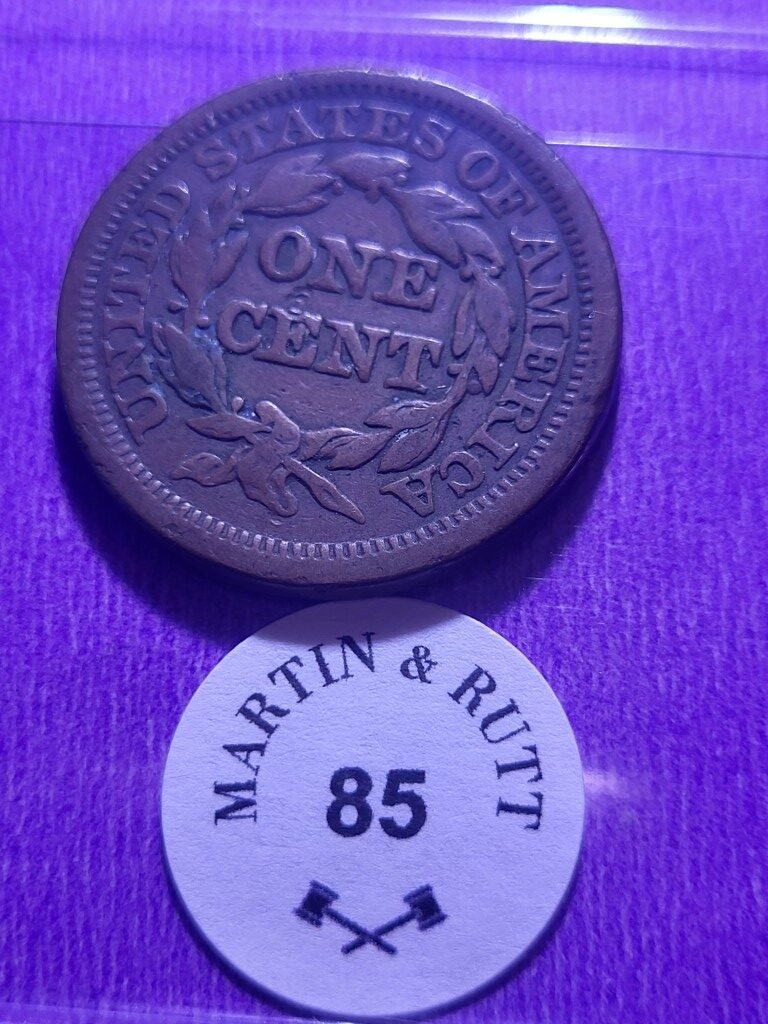 UNITED STATES OF AMERICA
ONE
CENT
MARTIN & RUTT
85